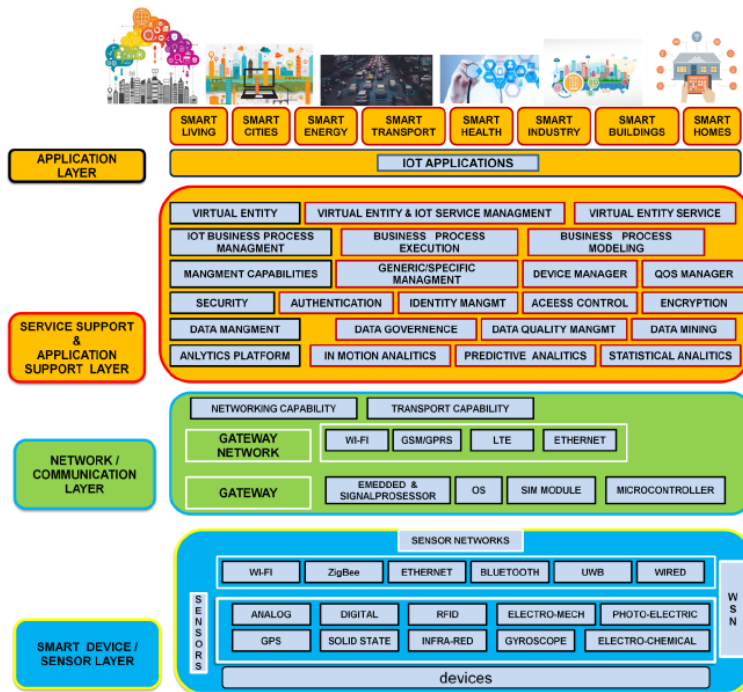 SMART LIVING
SMART CITIES
SMART ENERGY
SMART TRANSPORT
SMART HEALTH
SMART INDUSTRY
SMART BUILDINGS
SMART HOMES
APPLICATION LAYER
IOT APPLICATIONS
VIRTUAL ENTITY
VIRTUAL ENTITY & IOT SERVICE MANAGMENT
VIRTUAL ENTITY SERVICE
IOT BUSINESS PROCESS MANAGMENT
BUSINESS PROCESS EXECUTION
BUSINESS PROCESS MODELING
MANGMENT CAPABILITIES
GENERIC/SPECIFIC MANAGMENT
DEVICE MANAGER
QOS MANAGER
SECURITY
AUTHENTICATION
IDENTITY MANGMT
ACEESS CONTROL
ENCRYPTION
SERVICE SUPPORT & APPLICATION SUPPORT LAYER
DATA MANGMENT
DATA GOVERNENCE
DATA QUALITY MANGMT
DATA MINING
ANLYTICS PLATFORM
IN MOTION ANALITICS
PREDICTIVE ANALITICS
STATISTICAL ANALITICS
NETWORKING CAPABILITY
TRANSPORT CAPABILITY
NETWORK / COMMUNICATION LAYER
GATEWAY NETWORK
WI-FI
GSM/GPRS
LTE
ETHERNET
GATEWAY
EMEDDED & SIGNALPROSESSOR
OS
SIM MODULE
MICROCONTROLLER
SENSOR NETWORKS
WI-FI
ZigBee
ETHERNET
BLUETOOTH
UWB
WIRED
WSN
SENSORS
ANALOG
DIGITAL
RFID
ELECTRO-MECH
PHOTO-ELECTRIC
SMART DEVICE / SENSOR LAYER
GPS
SOLID STATE
INFRA-RED
GYROSCOPE
ELECTRO-CHEMICAL
devices